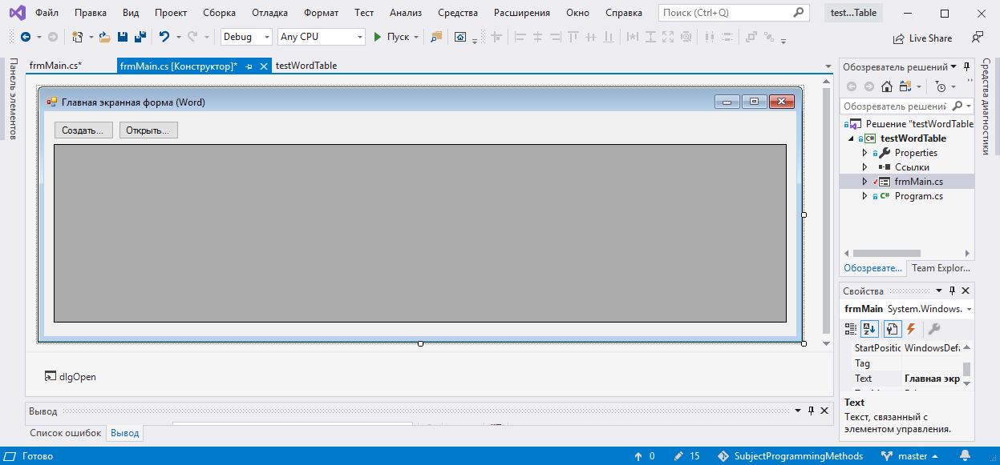 Файл Правка Вид Проект Сборка Отладка Формат Тест Анализ Средства Расширения Окно Справка Поиск (Ctrl+Q) test...Table
Debug Any CPU Пуск Live Share
Панель элементов
frmMain.cs* frmMain.cs [Конструктор]* testWordTable
Главная экранная форма (Word)
Создать... Открыть...
dlgOpen
Вывод
Список ошибок Вывод
Обозреватель решений
Обозреватель решений
Решение "testWordTable
C# testWordTable
Properties
Ссылки
frmMain.cs
C# Program.cs
Обозревате... Team Explor...
Свойства
frmMain System.Windows.
StartPositic WindowsDefa
Tag
Text Главная экр
Text
Текст, связанный с
элементом управления.
Средства диагностики
Готово 0 15 SubjectProgrammingMethods master